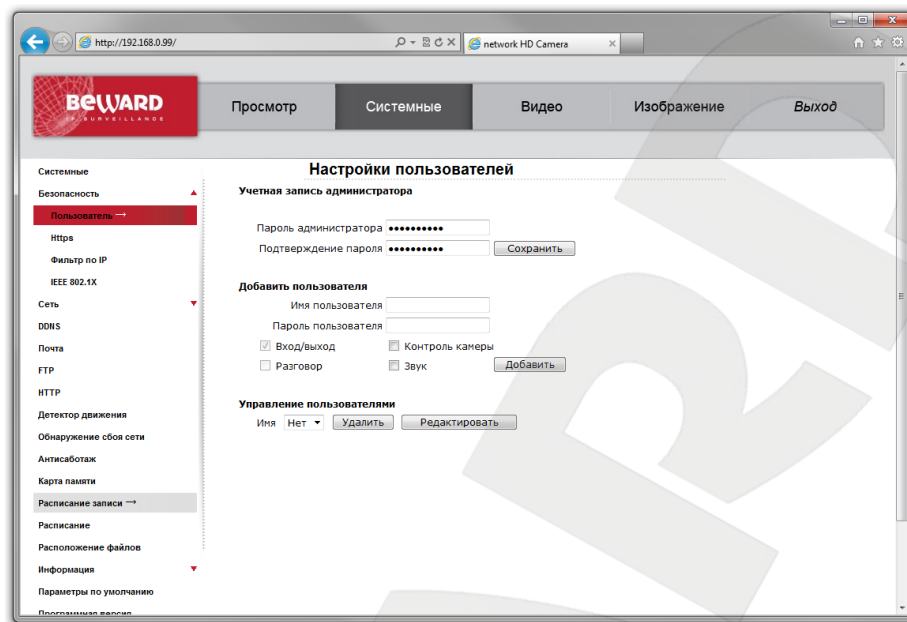 http://192.168.0.99/
network HD Camera
BEWARD
IP SURVEILLANCE
Просмотр
Системные
Видео
Изображение
Выход
Системные
Безопасность
Пользователь →
Https
Фильтр по IP
IEEE 802.1X
Сеть
DDNS
Почта
FTP
HTTP
Детектор движения
Обнаружение сбоя сети
Антисаботаж
Карта памяти
Расписание записи →
Расписание
Расположение файлов
Информация
Параметры по умолчанию
Программная версия
Настройки пользователей
Учетная запись администратора
Пароль администратора ••••••••••
Подтверждение пароля •••••••••• Сохранить
Добавить пользователя
Имя пользователя
Пароль пользователя
Вход/выход Контроль камеры
Разговор Звук Добавить
Управление пользователями
Имя Нет Удалить Редактировать